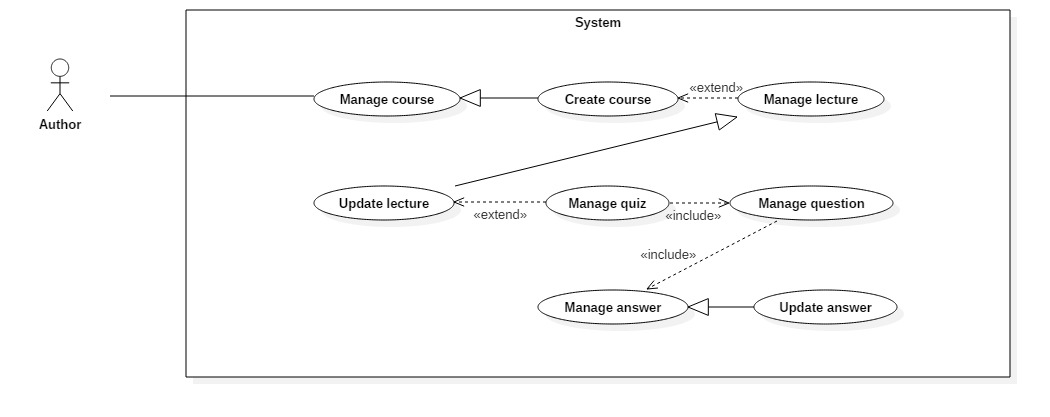 System
Author
Manage course
Create course
«extend»
Manage lecture
Update lecture
«extend»
Manage quiz
«include»
Manage question
«include»
Manage answer
Update answer